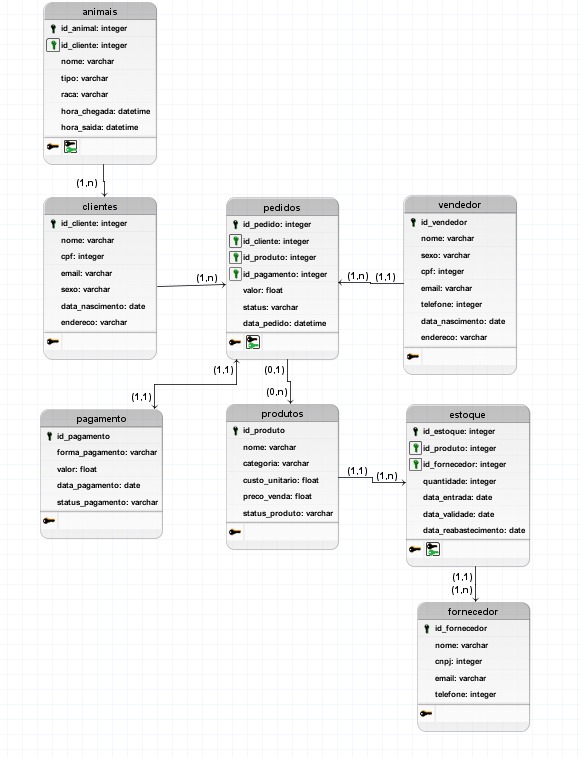 animais
id_animal: integer
id_cliente: integer
nome: varchar
tipo: varchar
raca: varchar
hora_chegada: datetime
hora_saida: datetime
(1,n)
clientes
id_cliente: integer
nome: varchar
cpf: integer
email: varchar
sexo: varchar
data_nascimento: date
endereco: varchar
(1,n)
pedidos
id_pedido: integer
id_cliente: integer
id_produto: integer
id_pagamento: integer
valor: float
status: varchar
data_pedido: datetime
(1,n) (1,1)
vendedor
id_vendedor
nome: varchar
sexo: varchar
cpf: integer
email: varchar
telefone: integer
data_nascimento: date
endereco: varchar
(1,1)
(1,1)
pagamento
id_pagamento
forma_pagamento: varchar
valor: float
data_pagamento: date
status_pagamento: varchar
(0,1)
(0,n)
produtos
id_produto
nome: varchar
categoria: varchar
custo_unitario: float
preco_venda: float
status_produto: varchar
(1,1)
(1,n)
estoque
id_estoque: integer
id_produto: integer
id_fornecedor: integer
quantidade: integer
data_entrada: date
data_validade: date
data_reabastecimento: date
(1,1)
(1,n)
fornecedor
id_fornecedor
nome: varchar
cnpj: integer
email: varchar
telefone: integer